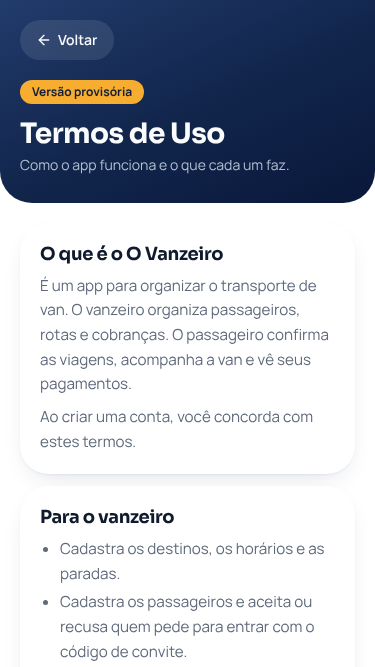 Voltar
Versão provisória
Termos de Uso
Como o app funciona e o que cada um faz.
O que é o O Vanzeiro
É um app para organizar o transporte de
van. O vanzeiro organiza passageiros,
rotas e cobranças. O passageiro confirma
as viagens, acompanha a van e vê seus
pagamentos.
Ao criar uma conta, você concorda com
estes termos.
Para o vanzeiro
Cadastra os destinos, os horários e as
paradas.
Cadastra os passageiros e aceita ou
recusa quem pede para entrar com o
código de convite.